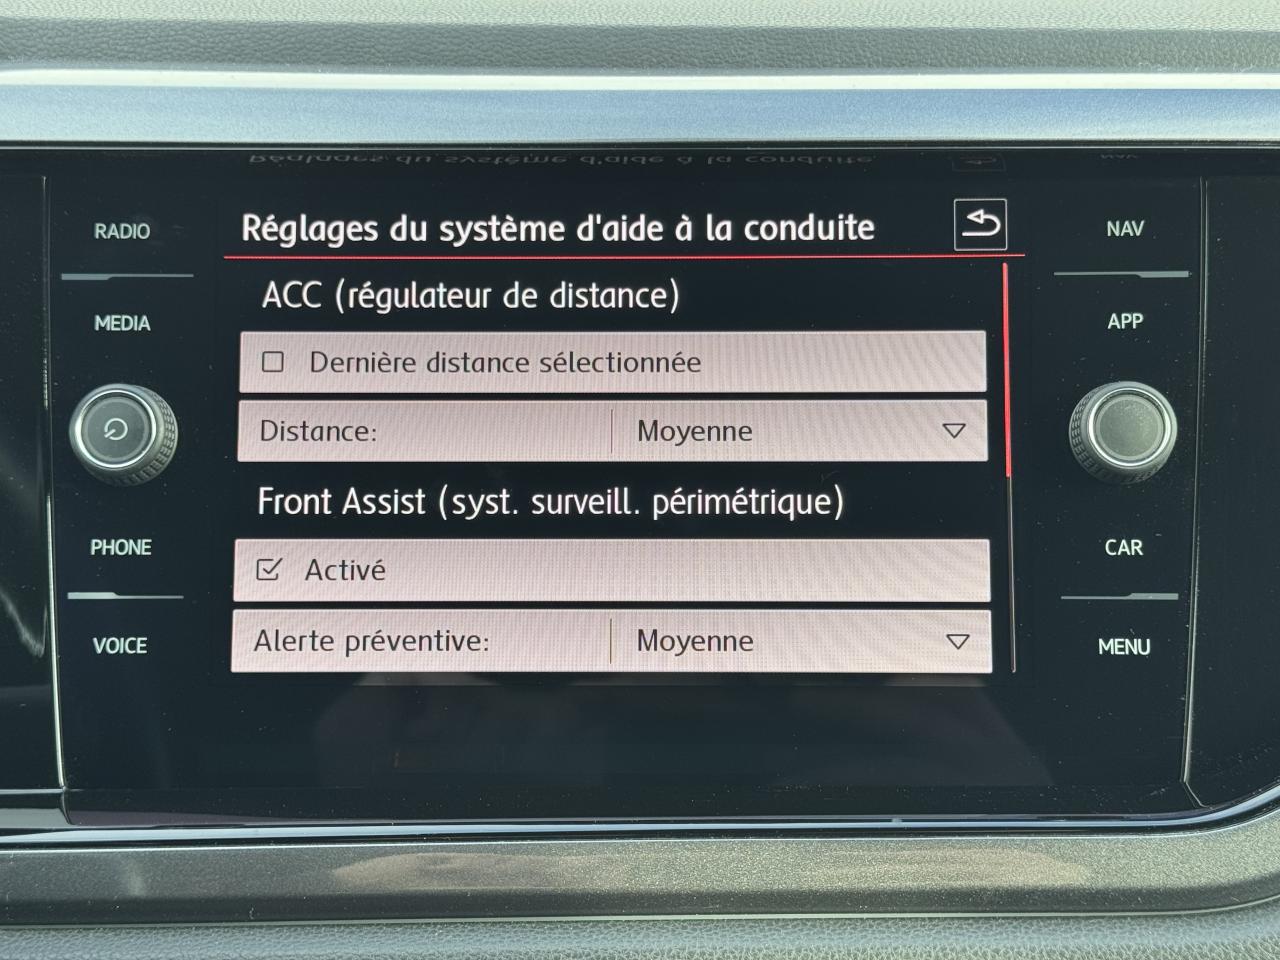 Réglages du système d'aide à la conduite
RADIO
MEDIA
PHONE
VOICE
ACC (régulateur de distance)
Dernière distance sélectionnée
Distance: Moyenne
Front Assist (syst. surveill. périmétrique)
Activé
Alerte préventive: Moyenne
NAV
APP
CAR
MENU